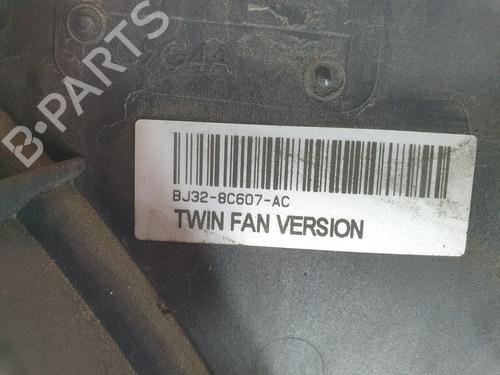 B-PARTS
BJ32-8C607-AC
TWIN FAN VERSION